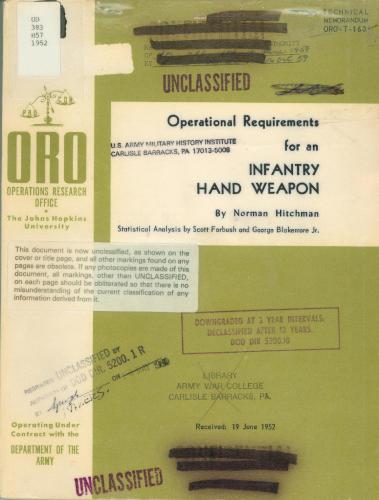 UD
383
H57
1952
TECHNICAL
MEMORANDUM
ORO-T-160
UNCLASSIFIED
PRO
ORO
OPERATIONS RESEARCH
OFFICE
The Johns Hopkins
University
Operational Requirements
for an
INFANTRY
HAND WEAPON
U.S. ARMY MILITARY HISTORY INSTITUTE
CARLISLE BARRACKS, PA 17013-5008
By Norman Hitchman
Statistical Analysis by Scott Forbush and George Blakemore Jr.
This document is now unclassified, as shown on the
cover or title page, and all other markings found on any
pages are obsolete. If any photocopies are made of this
document, all markings, other than UNCLASSIFIED,
on each page should be obliterated so that there is no
misunderstanding of the current classification of any
information derived from it.
DOWNGRADED AT 3 YEAR INTERVALS:
DECLASSIFIED AFTER 12 YEARS.
DOD DIR 5200.10
REGRADED UNCLASSIFIED BY
DOD DIR. 5200.1 R
LIBRARY
ARMY WAR COLLEGE
CARLISLE BARRACKS, PA.
Received: 19 June 1952
Operating Under
Contract with the
DEPARTMENT OF THE
ARMY
UNCLASSIFIED